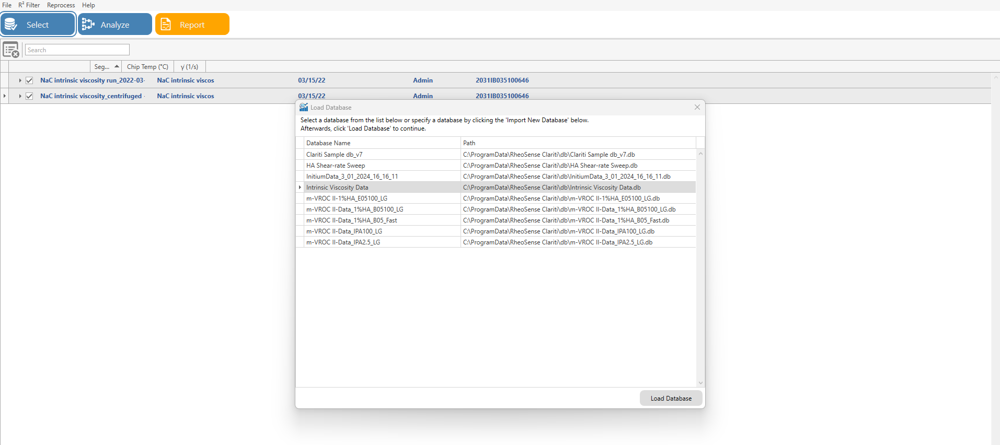 File R² Filter Reprocess Help
Select Analyze Report
Search
Seg... Chip Temp (°C) γ̇ (1/s)
NaC intrinsic viscosity run_2022-03- NaC intrinsic viscos 03/15/22 Admin 2031IB035100646
NaC intrinsic viscosity_centrifuged - NaC intrinsic viscos 03/15/22 Admin 2031IB035100646
Load Database
Select a database from the list below or specify a database by clicking the 'Import New Database' below.
Afterwards, click 'Load Database' to continue.
Database Name Path
Clariti Sample db_v7 C:\ProgramData\RheoSense Clariti\db\Clariti Sample db_v7.db
HA Shear-rate Sweep C:\ProgramData\RheoSense Clariti\db\HA Shear-rate Sweep.db
InitiumData_3_01_2024_16_16_11 C:\ProgramData\RheoSense Clariti\db\InitiumData_3_01_2024_16_16_11.db
Intrinsic Viscosity Data C:\ProgramData\RheoSense Clariti\db\Intrinsic Viscosity Data.db
m-VROC II-1%HA_E05100_LG C:\ProgramData\RheoSense Clariti\db\m-VROC II-1%HA_E05100_LG.db
m-VROC II-Data_1%HA_B05100_LG C:\ProgramData\RheoSense Clariti\db\m-VROC II-Data_1%HA_B05100_LG.db
m-VROC II-Data_1%HA_B05_Fast C:\ProgramData\RheoSense Clariti\db\m-VROC II-Data_1%HA_B05_Fast.db
m-VROC II-Data_IPA100_LG C:\ProgramData\RheoSense Clariti\db\m-VROC II-Data_IPA100_LG.db
m-VROC II-Data_IPA2.5_LG C:\ProgramData\RheoSense Clariti\db\m-VROC II-Data_IPA2.5_LG.db
Load Database